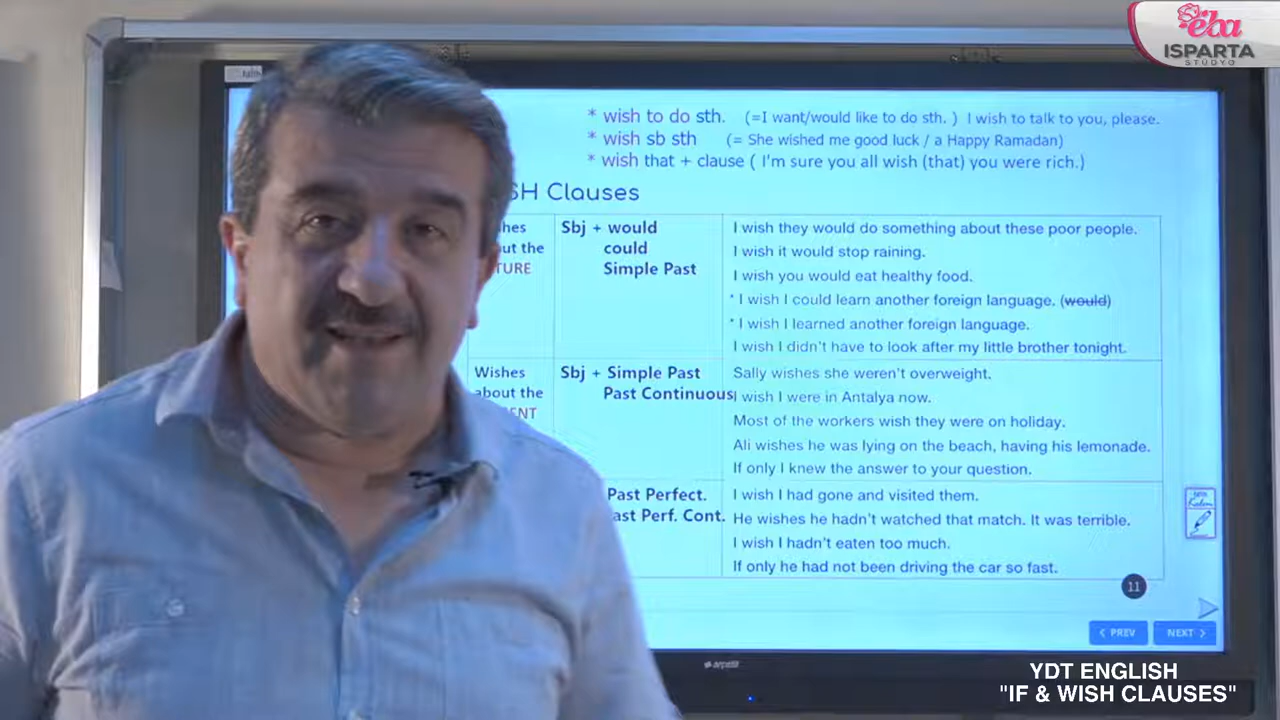 eba
ISPARTA
STÜDYO
* wish to do sth. (=I want/would like to do sth. ) I wish to talk to you, please.
* wish sb sth (= She wished me good luck / a Happy Ramadan)
* wish that + clause ( I'm sure you all wish (that) you were rich.)
SH Clauses
hes
ut the
TURE
Sbj + would
could
Simple Past
I wish they would do something about these poor people.
I wish it would stop raining.
I wish you would eat healthy food.
* I wish I could learn another foreign language. (would)
* I wish I learned another foreign language.
I wish I didn't have to look after my little brother tonight.
Wishes
about the
ENT
Sbj + Simple Past
Past Continuous
Sally wishes she weren't overweight.
I wish I were in Antalya now.
Most of the workers wish they were on holiday.
Ali wishes he was lying on the beach, having his lemonade.
If only I knew the answer to your question.
Past Perfect.
ast Perf. Cont.
I wish I had gone and visited them.
He wishes he hadn't watched that match. It was terrible.
I wish I hadn't eaten too much.
If only he had not been driving the car so fast.
11
< PREV
NEXT >
YDT ENGLISH
"IF & WISH CLAUSES"